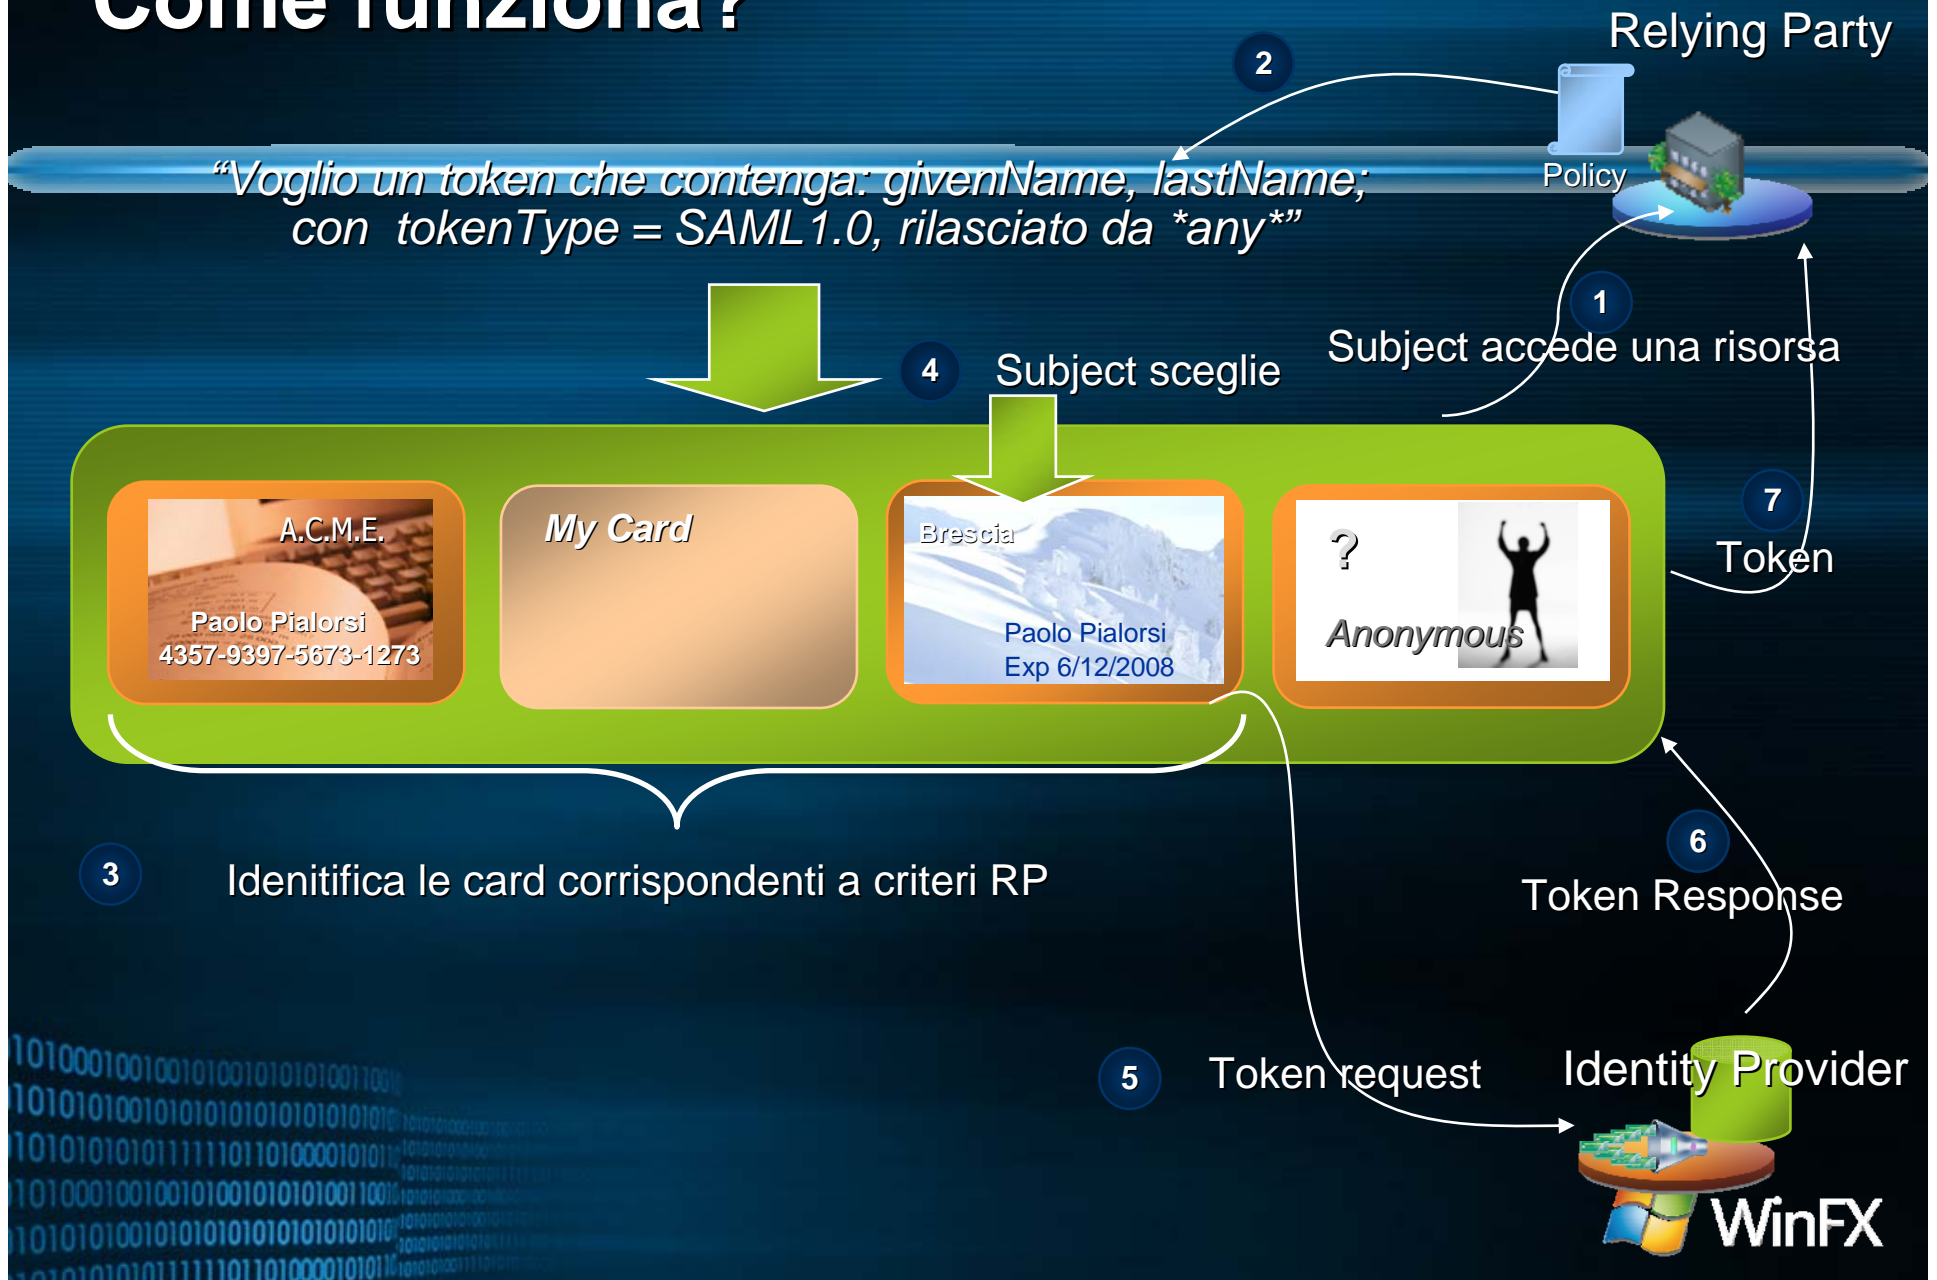 Come funziona?
Relying Party
2
Policy
“Voglio un token che contenga: givenName, lastName;
con tokenType = SAML1.0, rilasciato da *any*”
1
Subject accede una risorsa
4
Subject sceglie
7
Token
A.C.M.E.
Paolo Pialorsi
4357-9397-5673-1273
My Card
Brescia
Paolo Pialorsi
Exp 6/12/2008
?
Anonymous
3
Idenitifica le card corrispondenti a criteri RP
6
Token Response
5
Token request
Identity Provider
WinFX